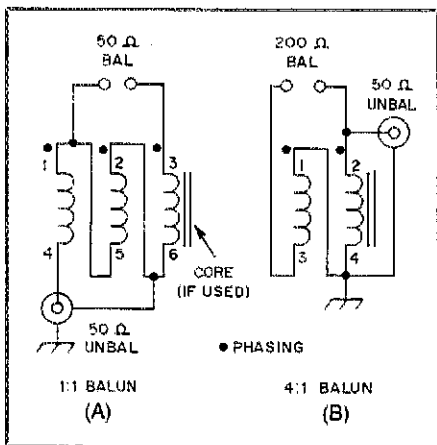 50 Ω
BAL
200 Ω
BAL
50 Ω
UNBAL
1
2
3
4
5
6
1
2
3
4
CORE
(IF USED)
50 Ω
UNBAL
• PHASING
1:1 BALUN
4:1 BALUN
(A)
(B)